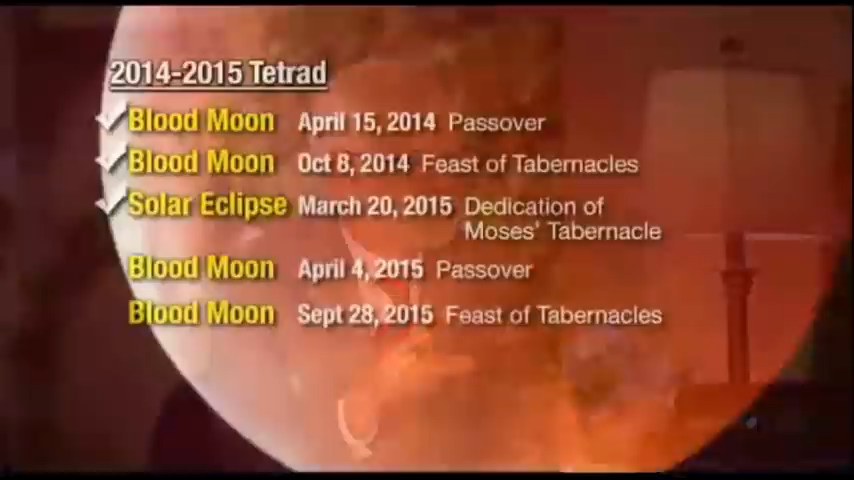 2014-2015 Tetrad
Blood Moon April 15, 2014 Passover
Blood Moon Oct 8, 2014 Feast of Tabernacles
Solar Eclipse March 20, 2015 Dedication of
Moses' Tabernacle
Blood Moon April 4, 2015 Passover
Blood Moon Sept 28, 2015 Feast of Tabernacles